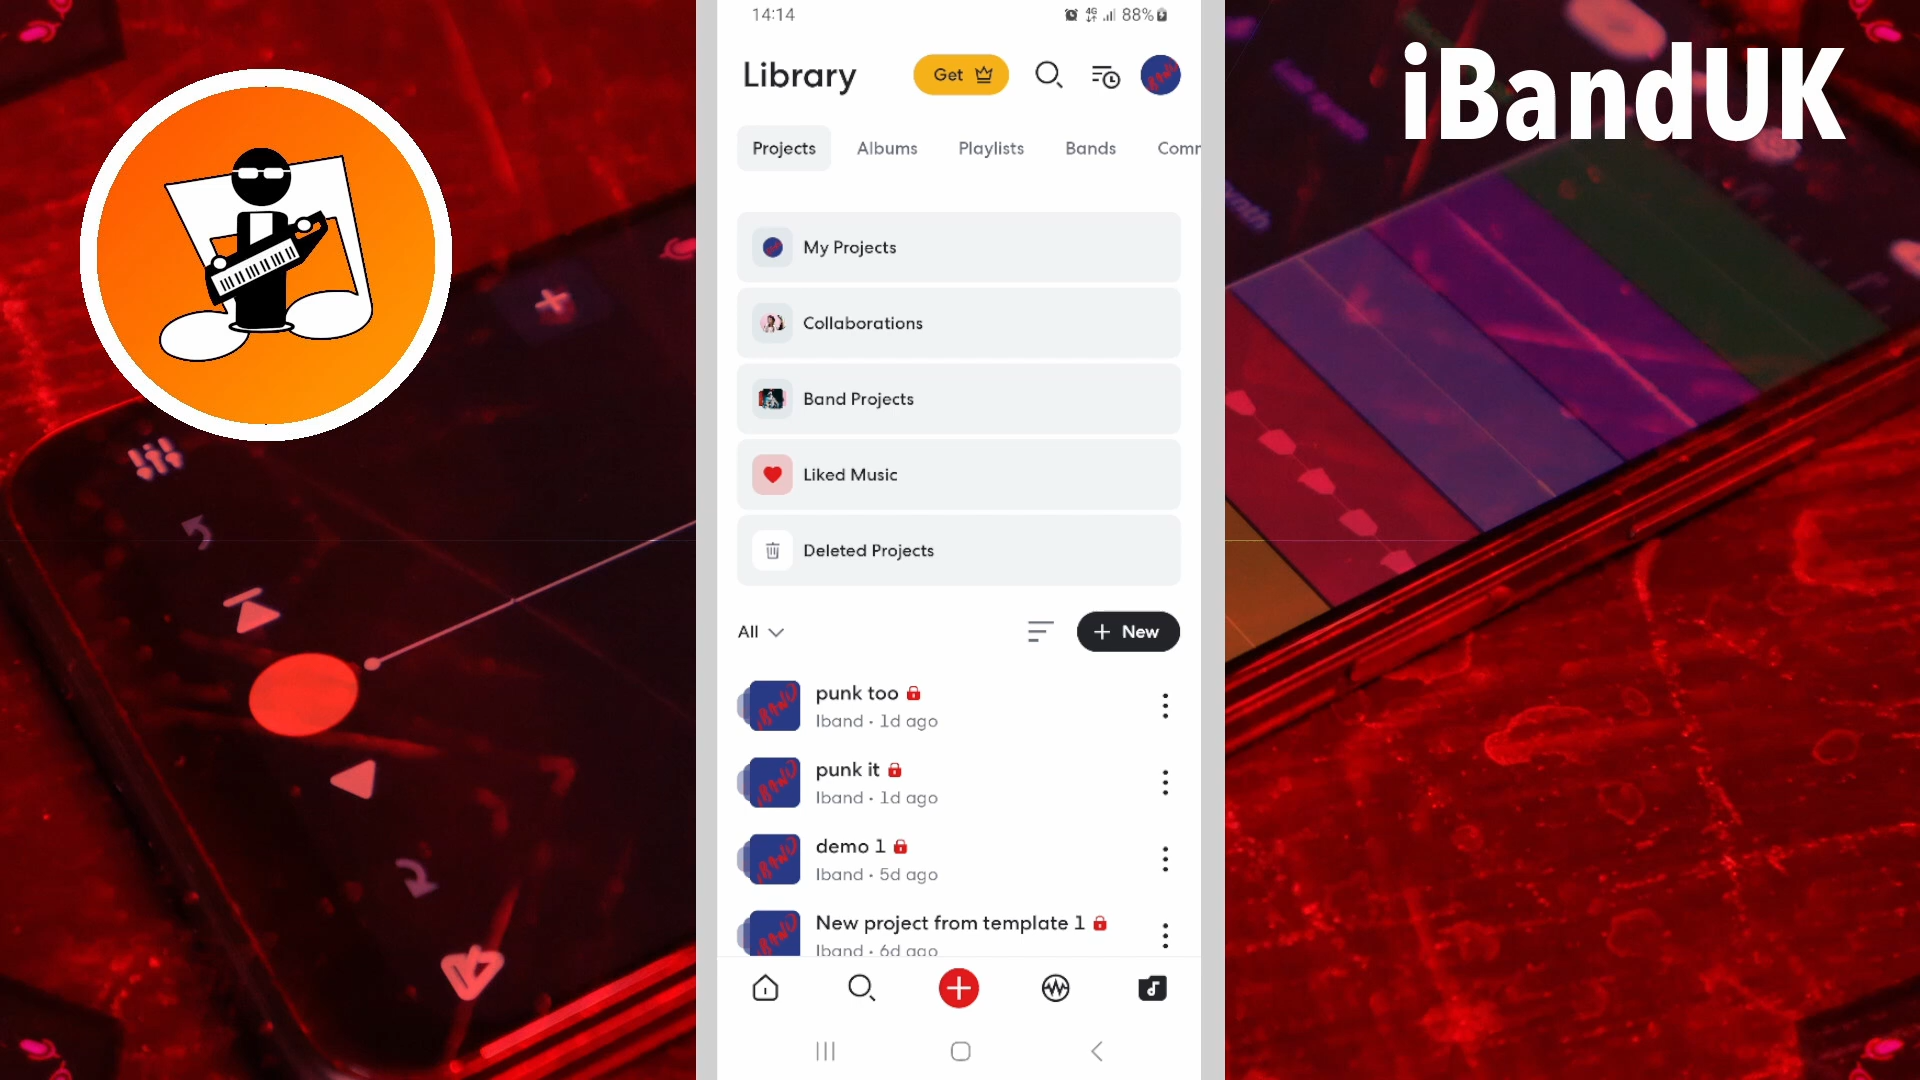 14:14
4G
88%
Library
Get
Projects Albums Playlists Bands Comm
My Projects
Collaborations
Band Projects
Liked Music
Deleted Projects
All
+ New
punk too
Iband · 1d ago
punk it
Iband · 1d ago
demo 1
Iband · 5d ago
New project from template 1
Iband · 6d ago
iBandUK